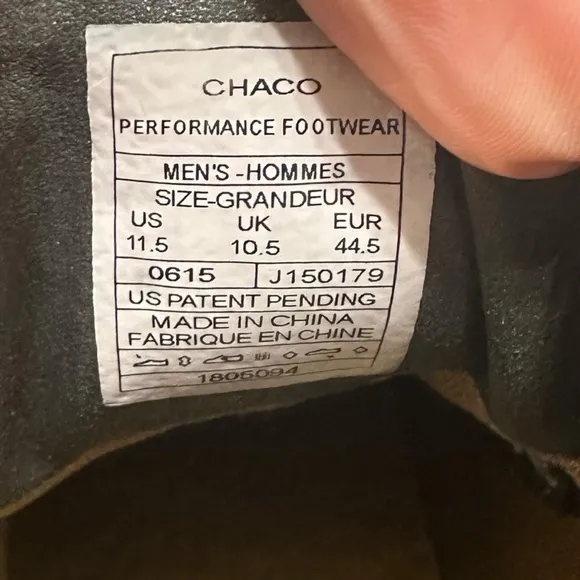 CHACO
PERFORMANCE FOOTWEAR
MEN'S -HOMMES
SIZE-GRANDEUR
US UK EUR
11.5 10.5 44.5
0615 J150179
US PATENT PENDING
MADE IN CHINA
FABRIQUE EN CHINE
1805094